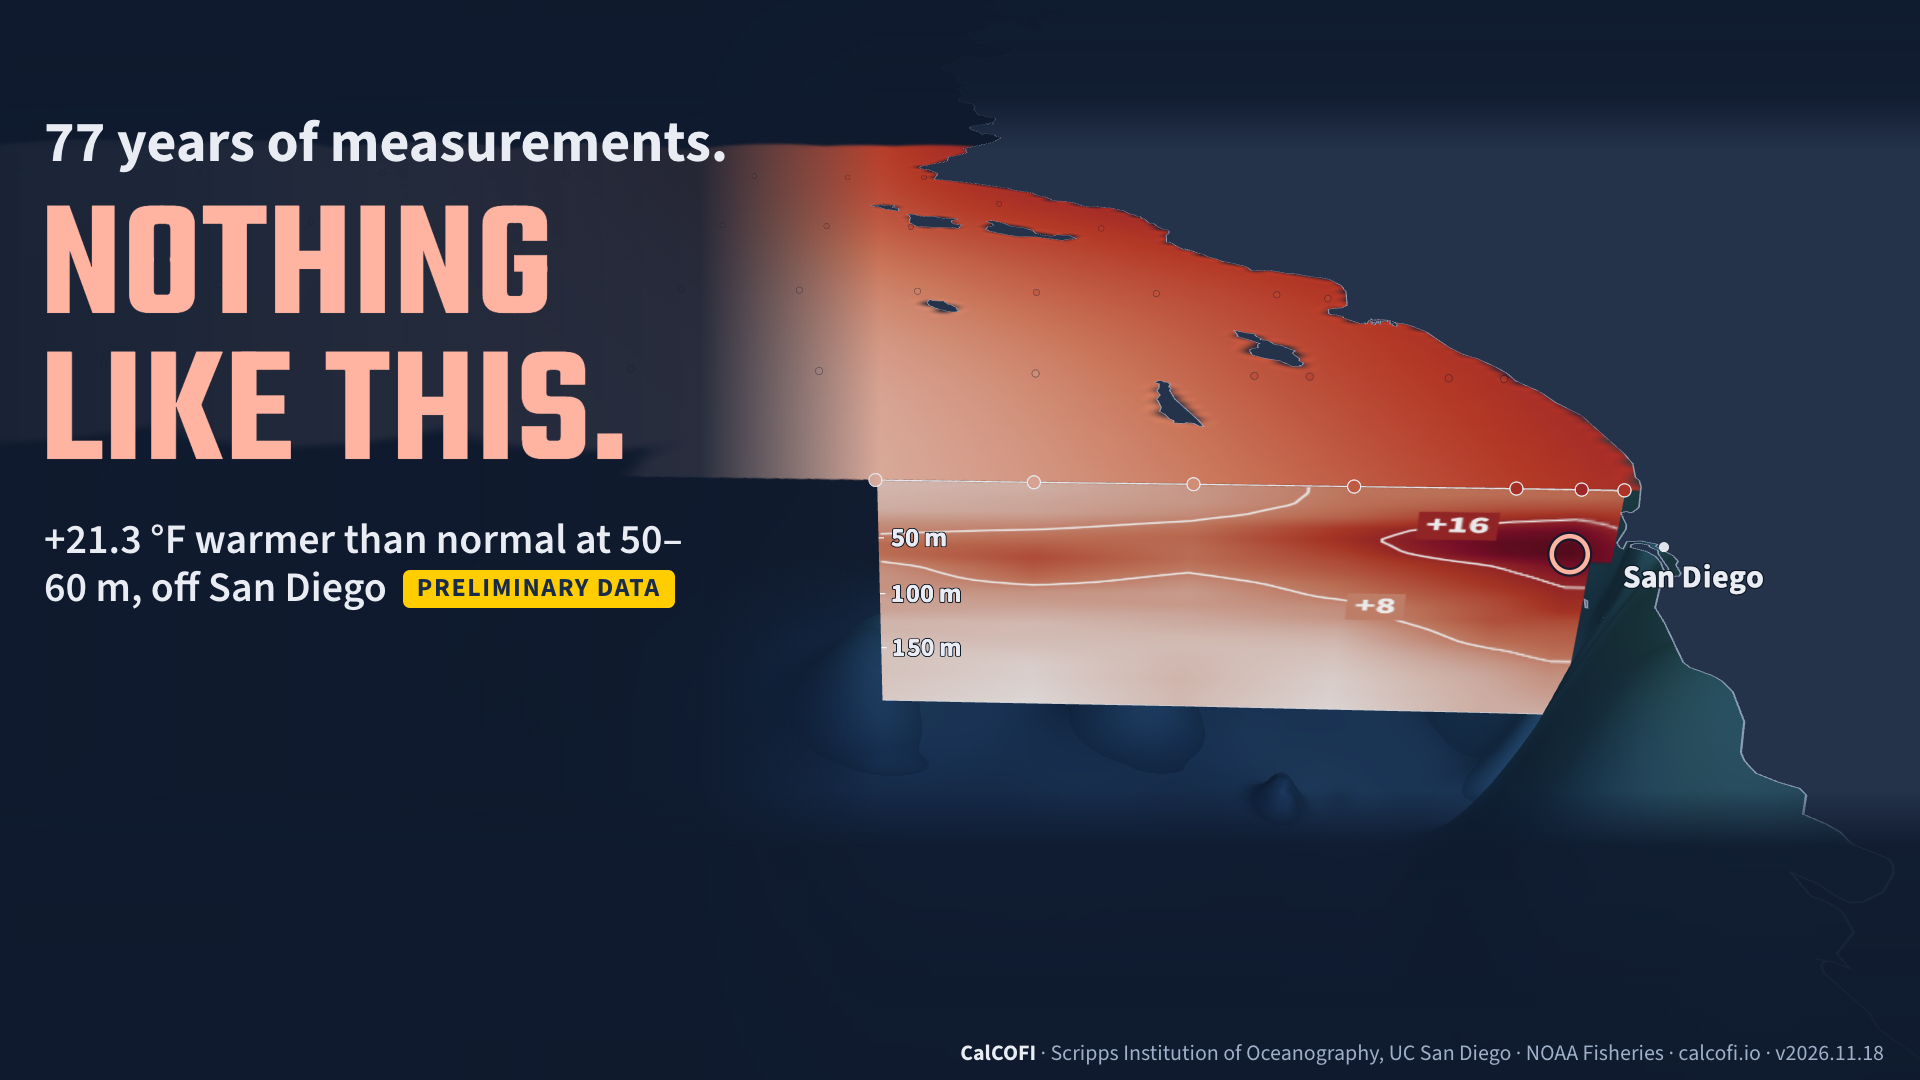 77 years of measurements.
NOTHING
LIKE THIS.
+21.3 °F warmer than normal at 50–
60 m, off San Diego PRELIMINARY DATA
50 m
100 m
150 m
+16
+8
San Diego
CalCOFI · Scripps Institution of Oceanography, UC San Diego · NOAA Fisheries · calcofi.io · v2026.11.18